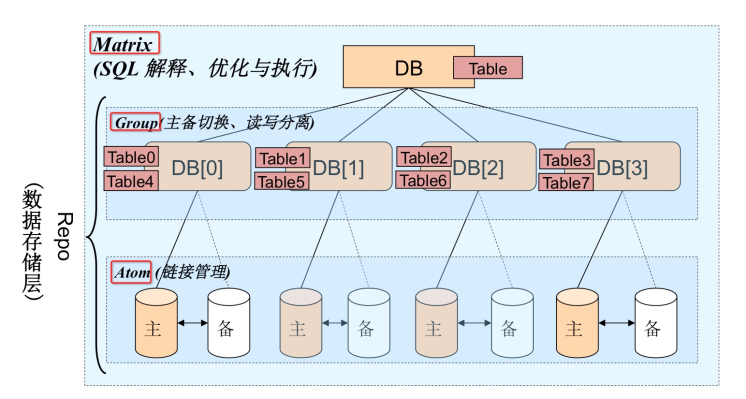 Matrix
(SQL 解释、优化与执行)
DB
Table
Group(主备切换、读写分离)
Table0
Table4
DB[0]
Table1
Table5
DB[1]
Table2
Table6
DB[2]
Table3
Table7
DB[3]
Repo
(数据存储层)
Atom (链接管理)
主
备
主
备
主
备
主
备